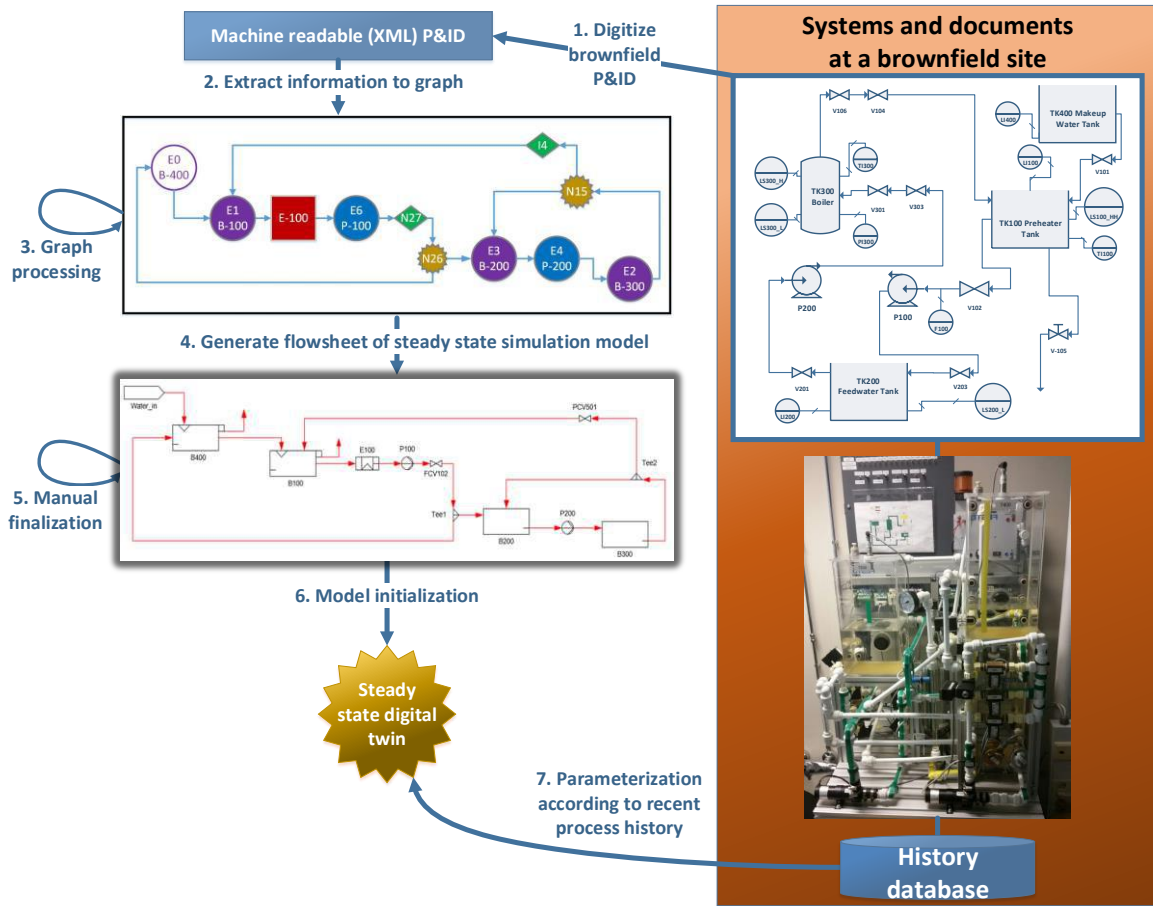 Machine readable (XML) P&ID
1. Digitize
brownfield
P&ID
2. Extract information to graph
E0
B-400
I4
N15
E1
B-100
E-100
E6
P-100
N27
N26
E3
B-200
E4
P-200
E2
B-300
3. Graph
processing
4. Generate flowsheet of steady state simulation model
Water_in
B400
B100
E100
P100
FCV102
PCV501
Tee1
Tee2
B200
P200
B300
5. Manual
finalization
6. Model initialization
Steady
state digital
twin
7. Parameterization
according to recent
process history
Systems and documents
at a brownfield site
V106
V104
LI400
TK400 Makeup
Water Tank
LI100
V101
LS300_H
TI300
TK300
Boiler
V301
V303
LS300_L
PI300
LS100_HH
TK100 Preheater
Tank
TI100
P200
P100
V102
F100
V-105
V201
TK200
Feedwater Tank
V203
LI200
LS200_L
History
database